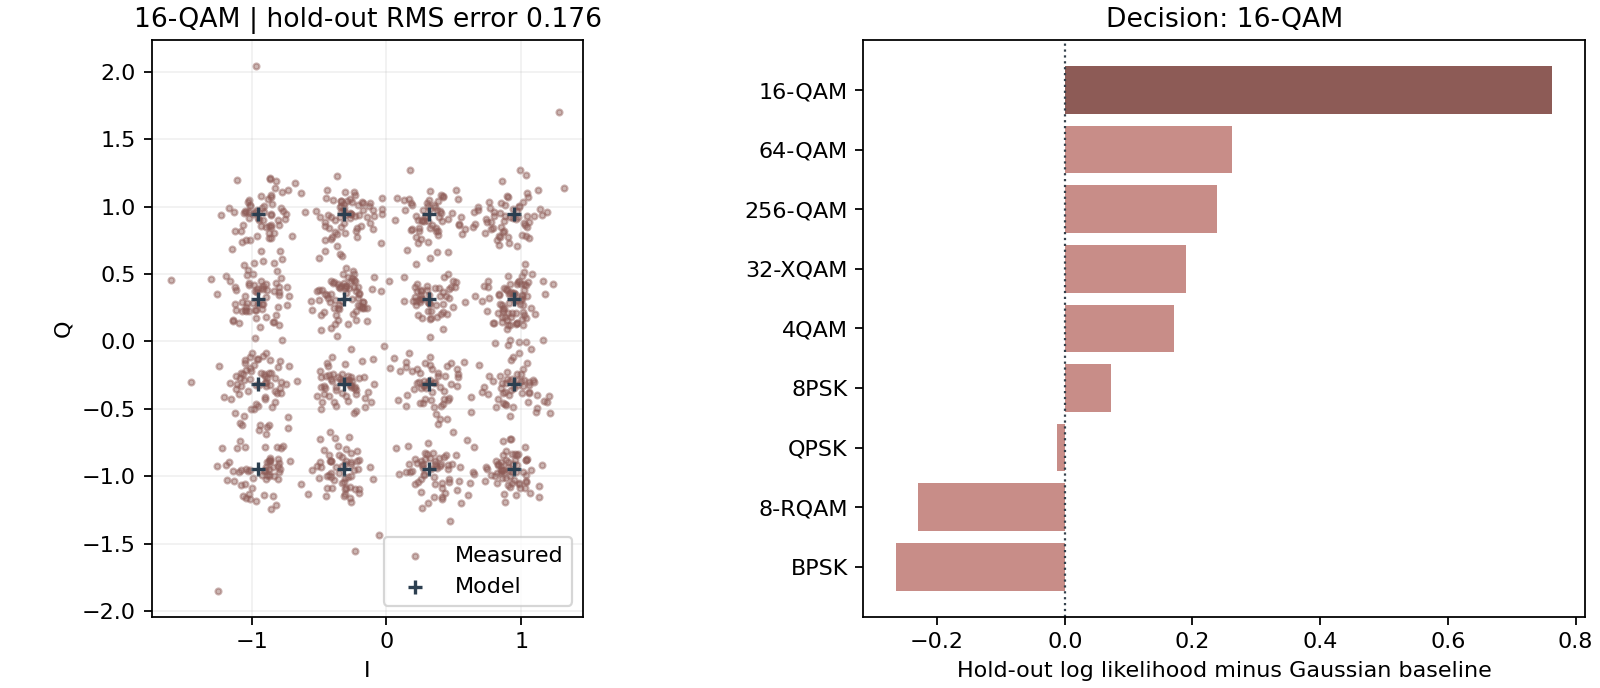 16-QAM | hold-out RMS error 0.176
2.0
1.5
1.0
0.5
0.0
−0.5
−1.0
−1.5
−2.0
Q
−1
0
1
I
Measured
Model
Decision: 16-QAM
16-QAM
64-QAM
256-QAM
32-XQAM
4QAM
8PSK
QPSK
8-RQAM
BPSK
−0.2
0.0
0.2
0.4
0.6
0.8
Hold-out log likelihood minus Gaussian baseline